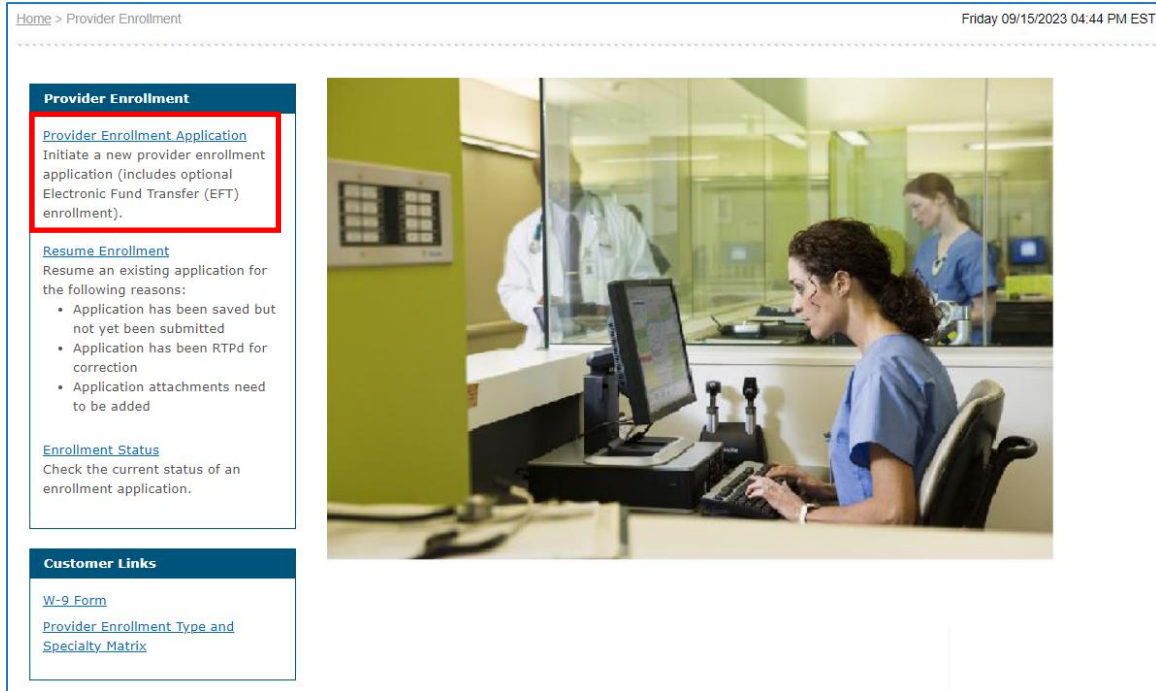 Home > Provider Enrollment
Friday 09/15/2023 04:44 PM EST
Provider Enrollment
Provider Enrollment Application
Initiate a new provider enrollment
application (includes optional
Electronic Fund Transfer (EFT)
enrollment).
Resume Enrollment
Resume an existing application for
the following reasons:
• Application has been saved but
not yet been submitted
• Application has been RTPd for
correction
• Application attachments need
to be added
Enrollment Status
Check the current status of an
enrollment application.
Customer Links
W-9 Form
Provider Enrollment Type and
Specialty Matrix